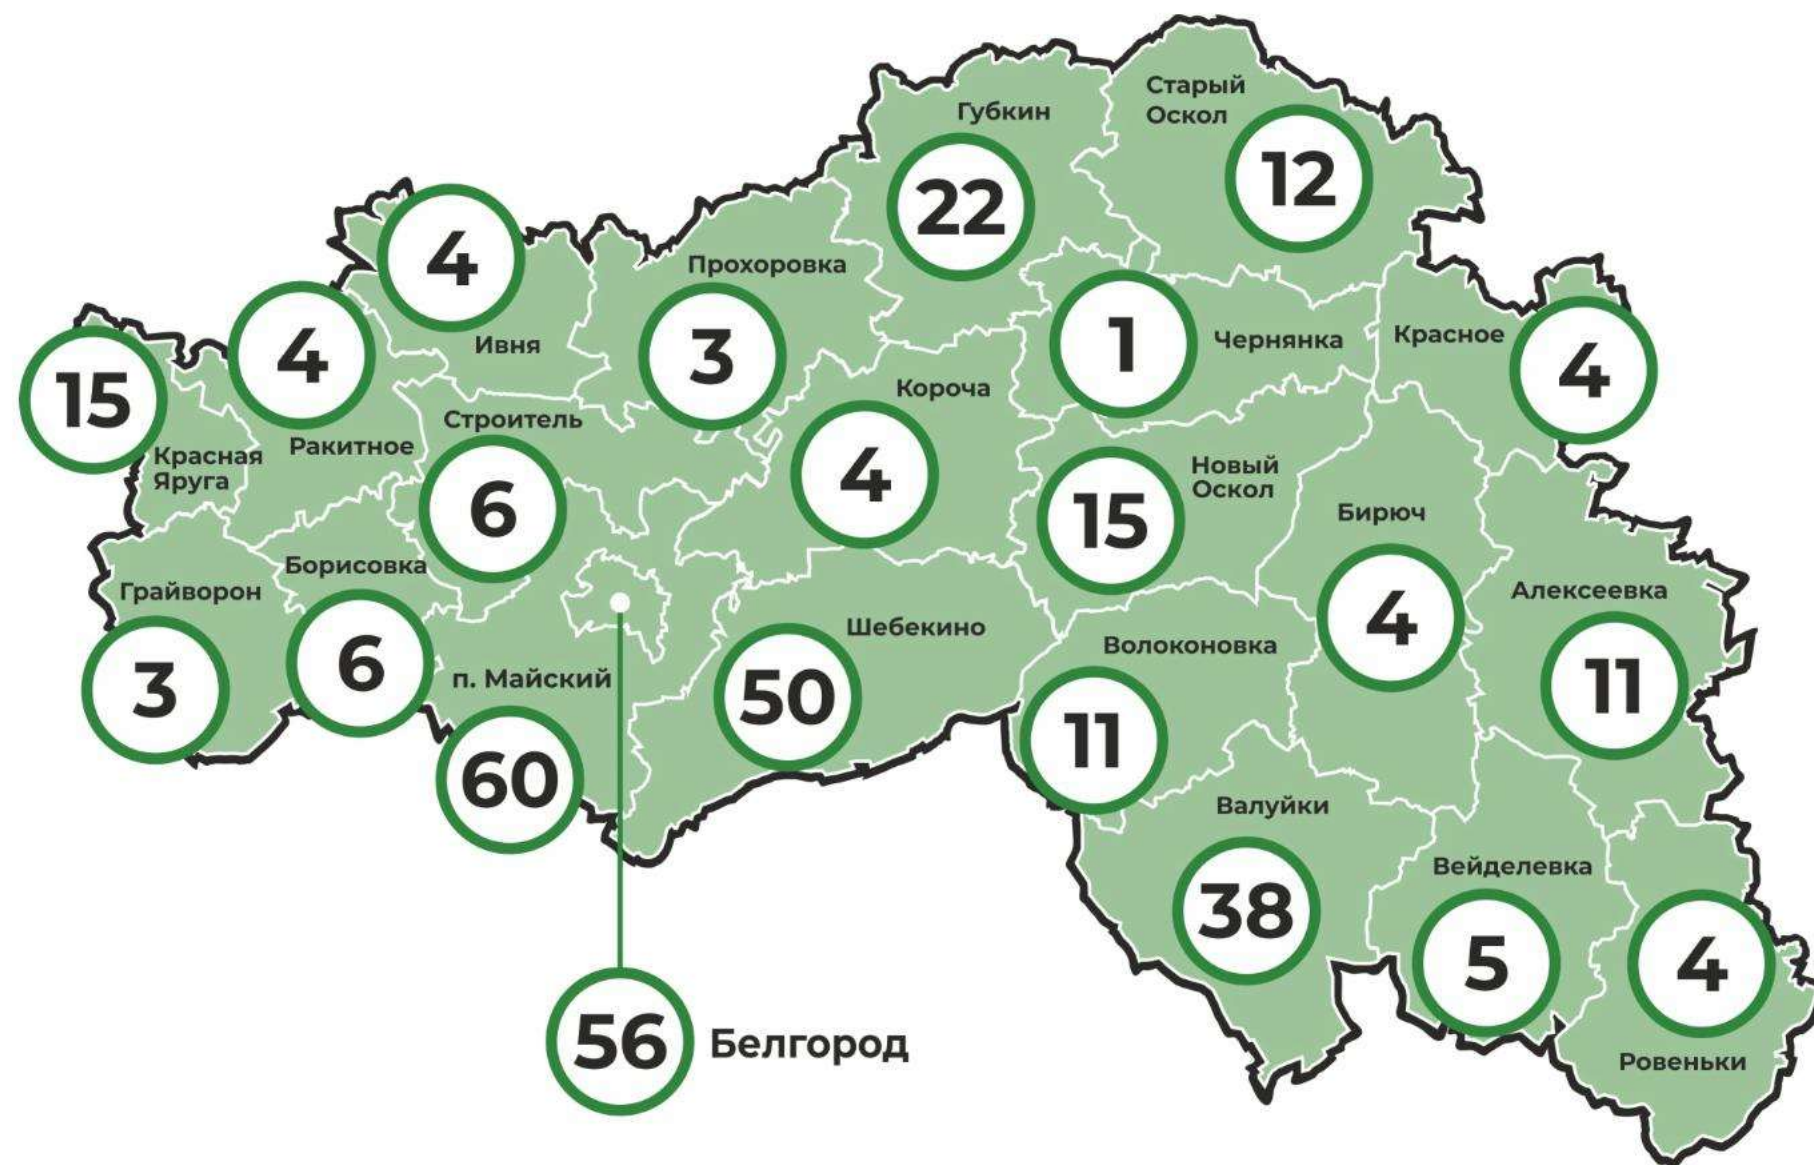 Старый
Оскол
12
Губкин
22
4
Ивня
Прохоровка
3
1
Чернянка
Красное
4
4
Ракитное
15
Красная
Яруга
Строитель
6
Короча
4
Новый
Оскол
15
Бирюч
4
Борисовка
6
Грайворон
3
Алексеевка
11
Шебекино
50
Волоконовка
11
п. Майский
60
Валуйки
38
Вейделевка
5
4
Ровеньки
56
Белгород